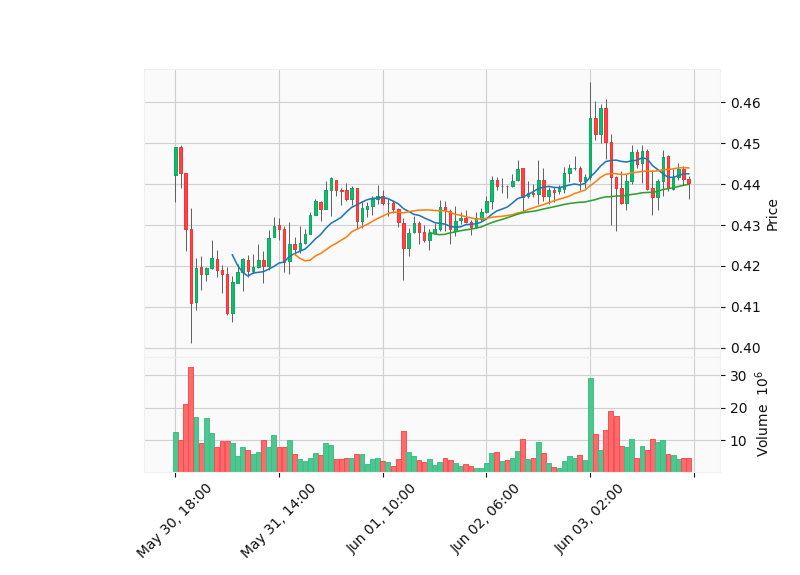 0.46
0.45
0.44
0.43
0.42
0.41
0.40
Price
30
20
10
Volume 10^6
May 30, 18:00
May 31, 14:00
Jun 01, 10:00
Jun 02, 06:00
Jun 03, 02:00